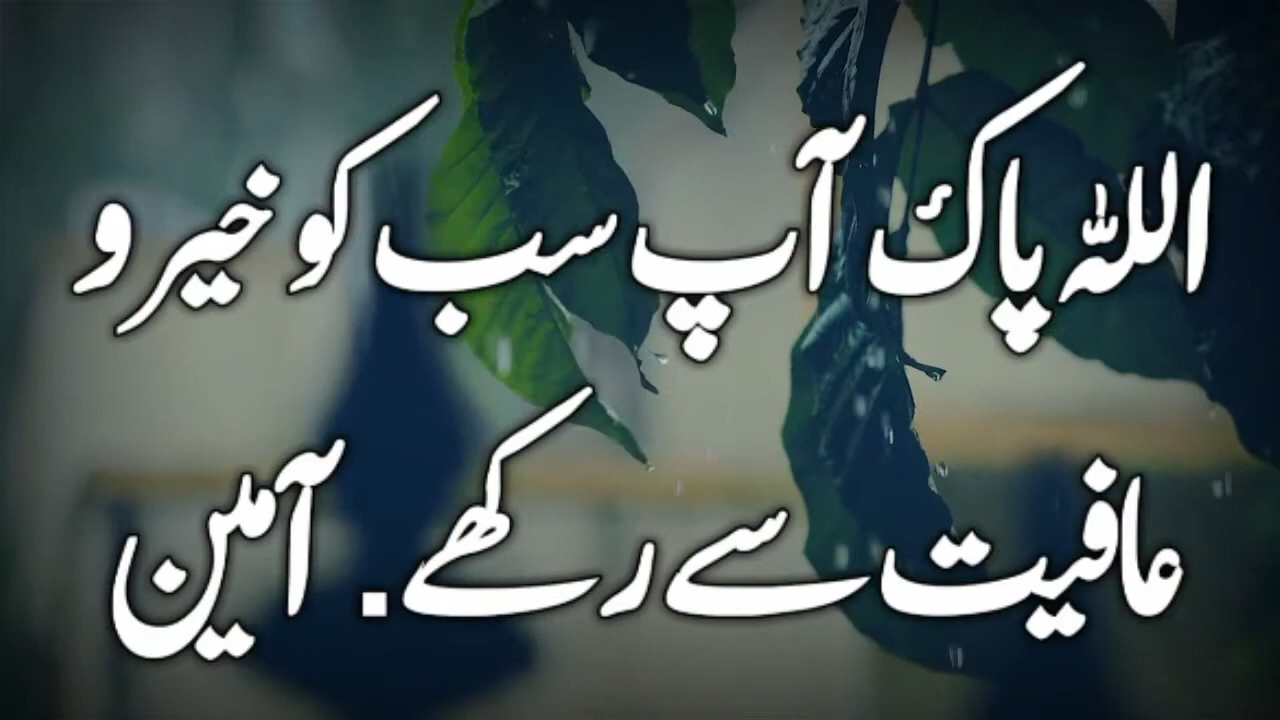 اللہ پاک آپ سب کو خیر و
عافیت سے رکھے. آمین